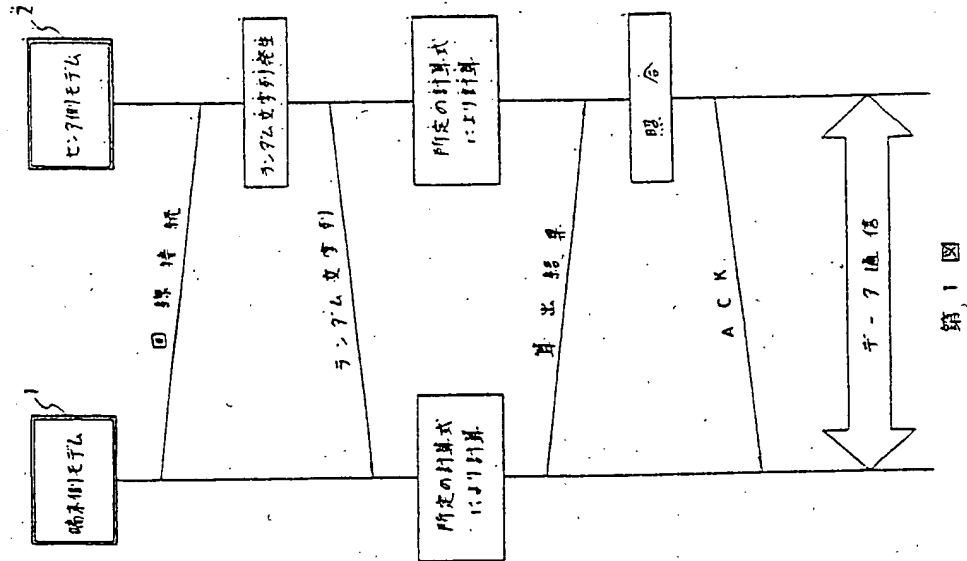 端末側モデム
1
センタ側モデム
2
回線接続
ランダム文字列発生
ランダム文字列
所定の計算式
により計算
所定の計算式
により計算
算出結果
照合
ACK
データ通信
第1図